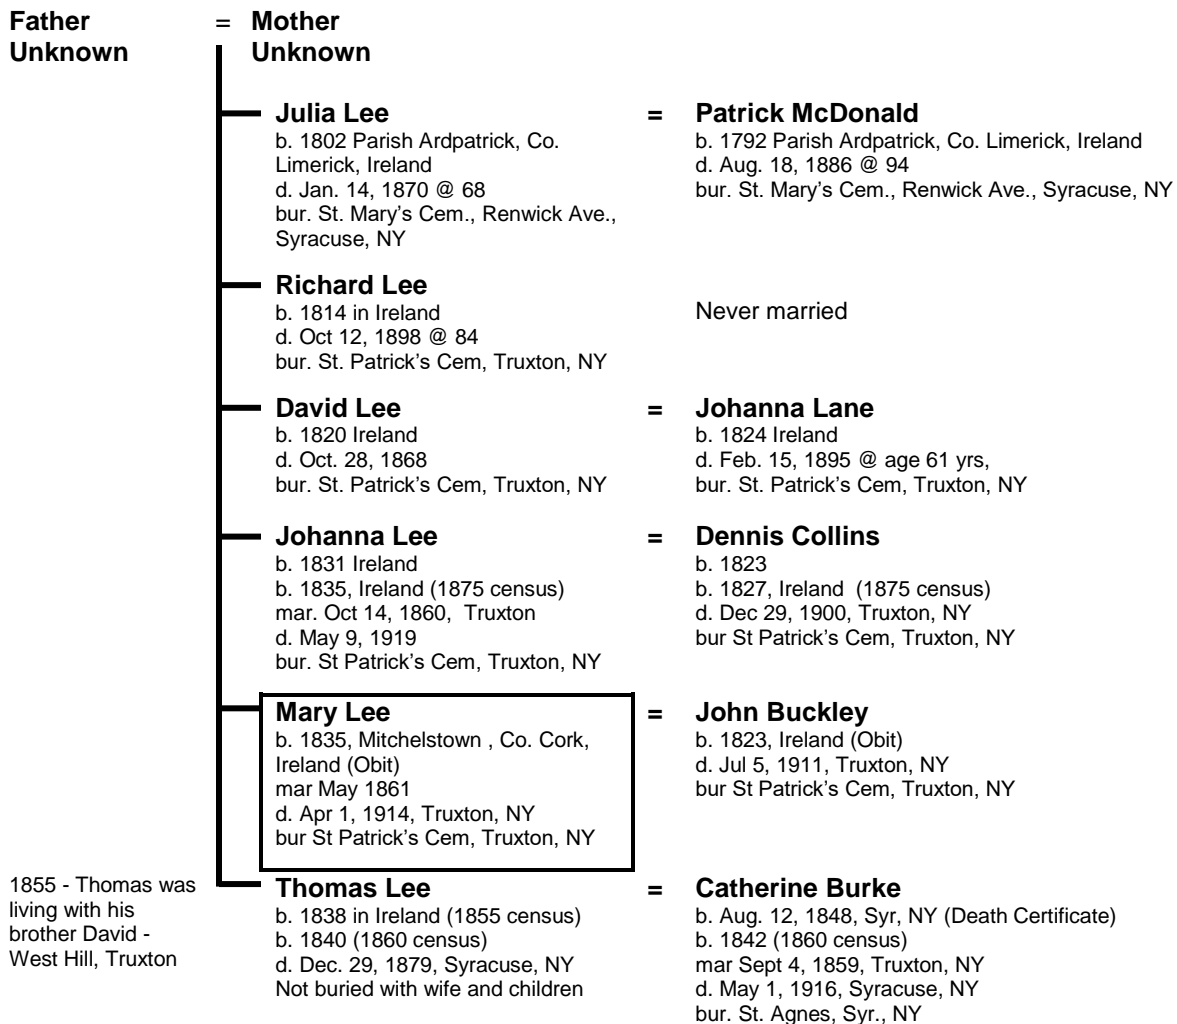 Father = Mother
Unknown Unknown
Julia Lee = Patrick McDonald
b. 1802 Parish Ardpatrick, Co. b. 1792 Parish Ardpatrick, Co. Limerick, Ireland
Limerick, Ireland d. Aug. 18, 1886 @ 94
d. Jan. 14, 1870 @ 68 bur. St. Mary's Cem., Renwick Ave., Syracuse, NY
bur. St. Mary's Cem., Renwick Ave.,
Syracuse, NY
Richard Lee
b. 1814 in Ireland Never married
d. Oct 12, 1898 @ 84
bur. St. Patrick's Cem, Truxton, NY
David Lee = Johanna Lane
b. 1820 Ireland b. 1824 Ireland
d. Oct. 28, 1868 d. Feb. 15, 1895 @ age 61 yrs,
bur. St. Patrick's Cem, Truxton, NY bur. St. Patrick's Cem, Truxton, NY
Johanna Lee = Dennis Collins
b. 1831 Ireland b. 1823
b. 1835, Ireland (1875 census) b. 1827, Ireland (1875 census)
mar. Oct 14, 1860, Truxton d. Dec 29, 1900, Truxton, NY
d. May 9, 1919 bur St Patrick's Cem, Truxton, NY
bur. St Patrick's Cem, Truxton, NY
Mary Lee = John Buckley
b. 1835, Mitchelstown , Co. Cork, b. 1823, Ireland (Obit)
Ireland (Obit) d. Jul 5, 1911, Truxton, NY
mar May 1861 bur St Patrick's Cem, Truxton, NY
d. Apr 1, 1914, Truxton, NY
bur St Patrick's Cem, Truxton, NY
1855 - Thomas was
living with his
brother David -
West Hill, Truxton
Thomas Lee = Catherine Burke
b. 1838 in Ireland (1855 census) b. Aug. 12, 1848, Syr, NY (Death Certificate)
b. 1840 (1860 census) b. 1842 (1860 census)
d. Dec. 29, 1879, Syracuse, NY mar Sept 4, 1859, Truxton, NY
Not buried with wife and children d. May 1, 1916, Syracuse, NY
bur. St. Agnes, Syr., NY